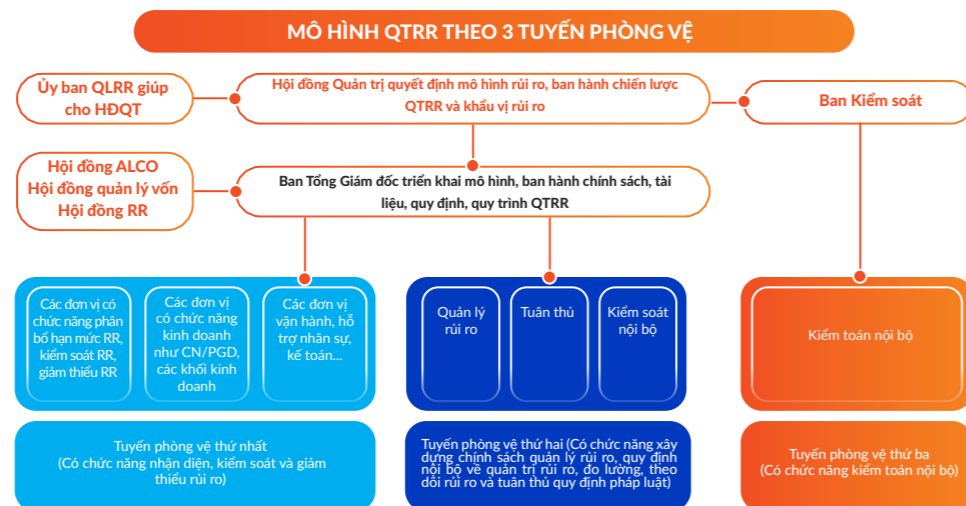 MÔ HÌNH QTRR THEO 3 TUYẾN PHÒNG VỆ
Ủy ban QLRR giúp
cho HĐQT
Hội đồng Quản trị quyết định mô hình rủi ro, ban hành chiến lược
QTRR và khẩu vị rủi ro
Ban Kiểm soát
Hội đồng ALCO
Hội đồng quản lý vốn
Hội đồng RR
Ban Tổng Giám đốc triển khai mô hình, ban hành chính sách, tài
liệu, quy định, quy trình QTRR
Các đơn vị có
chức năng phân
bổ hạn mức RR,
kiểm soát RR,
giảm thiểu RR
Các đơn vị
có chức năng
kinh doanh
như CN/PGD,
các khối kinh
doanh
Các đơn vị
vận hành, hỗ
trợ nhân sự,
kế toán...
Quản lý
rủi ro
Tuân thủ
Kiểm soát
nội bộ
Kiểm toán nội bộ
Tuyến phòng vệ thứ nhất
(Có chức năng nhận diện, kiểm soát và giảm
thiểu rủi ro)
Tuyến phòng vệ thứ hai (Có chức năng xây
dựng chính sách quản lý rủi ro, quy định
nội bộ về quản trị rủi ro, đo lường, theo
dõi rủi ro và tuân thủ quy định pháp luật)
Tuyến phòng vệ thứ ba
(Có chức năng kiểm toán nội bộ)